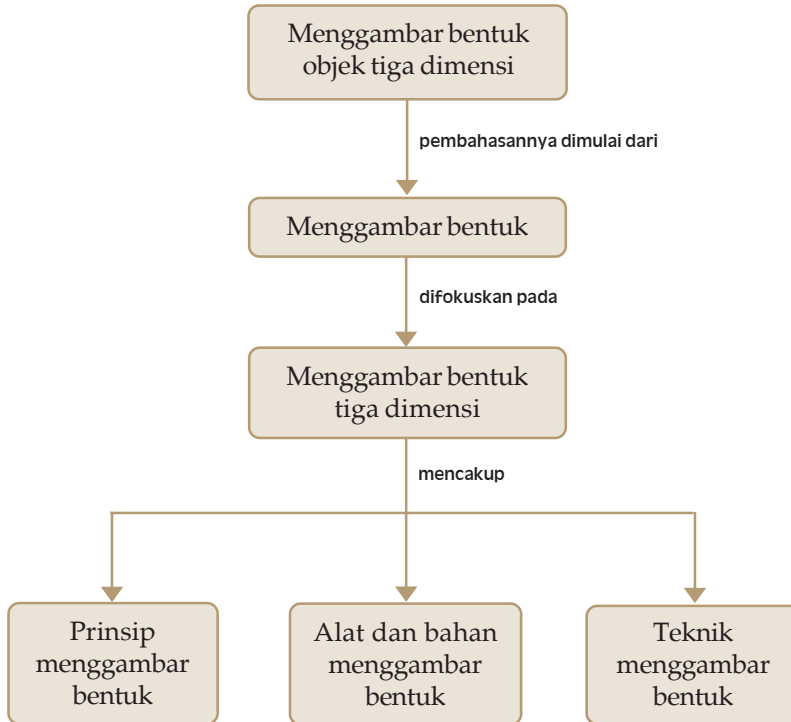 Menggambar bentuk
objek tiga dimensi
pembahasannya dimulai dari
Menggambar bentuk
difokuskan pada
Menggambar bentuk
tiga dimensi
mencakup
Prinsip
menggambar
bentuk
Alat dan bahan
menggambar
bentuk
Teknik
menggambar
bentuk